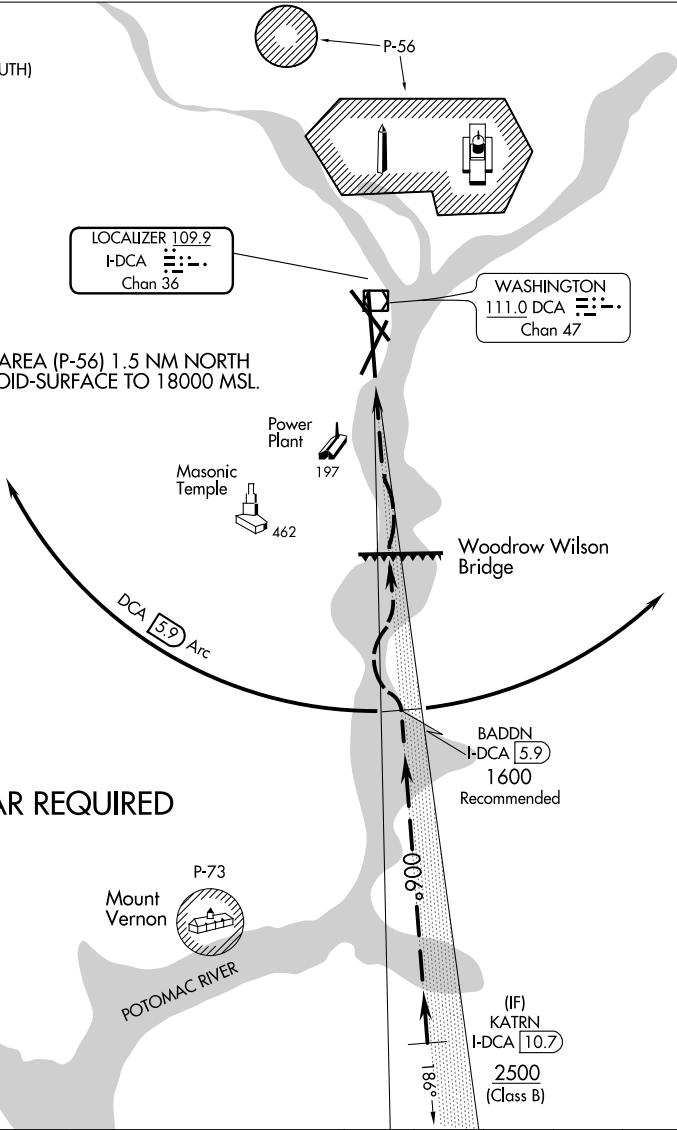 P-56
UTH)
LOCALIZER 109.9
I-DCA
Chan 36
WASHINGTON
111.0 DCA
Chan 47
AREA (P-56) 1.5 NM NORTH
OID-SURFACE TO 18000 MSL.
Power
Plant
197
Masonic
Temple
462
Woodrow Wilson
Bridge
DCA 5.9 Arc
BADDN
I-DCA 5.9
1600
Recommended
AR REQUIRED
006°
P-73
Mount
Vernon
POTOMAC RIVER
(IF)
KATRN
I-DCA 10.7
2500
(Class B)
186°